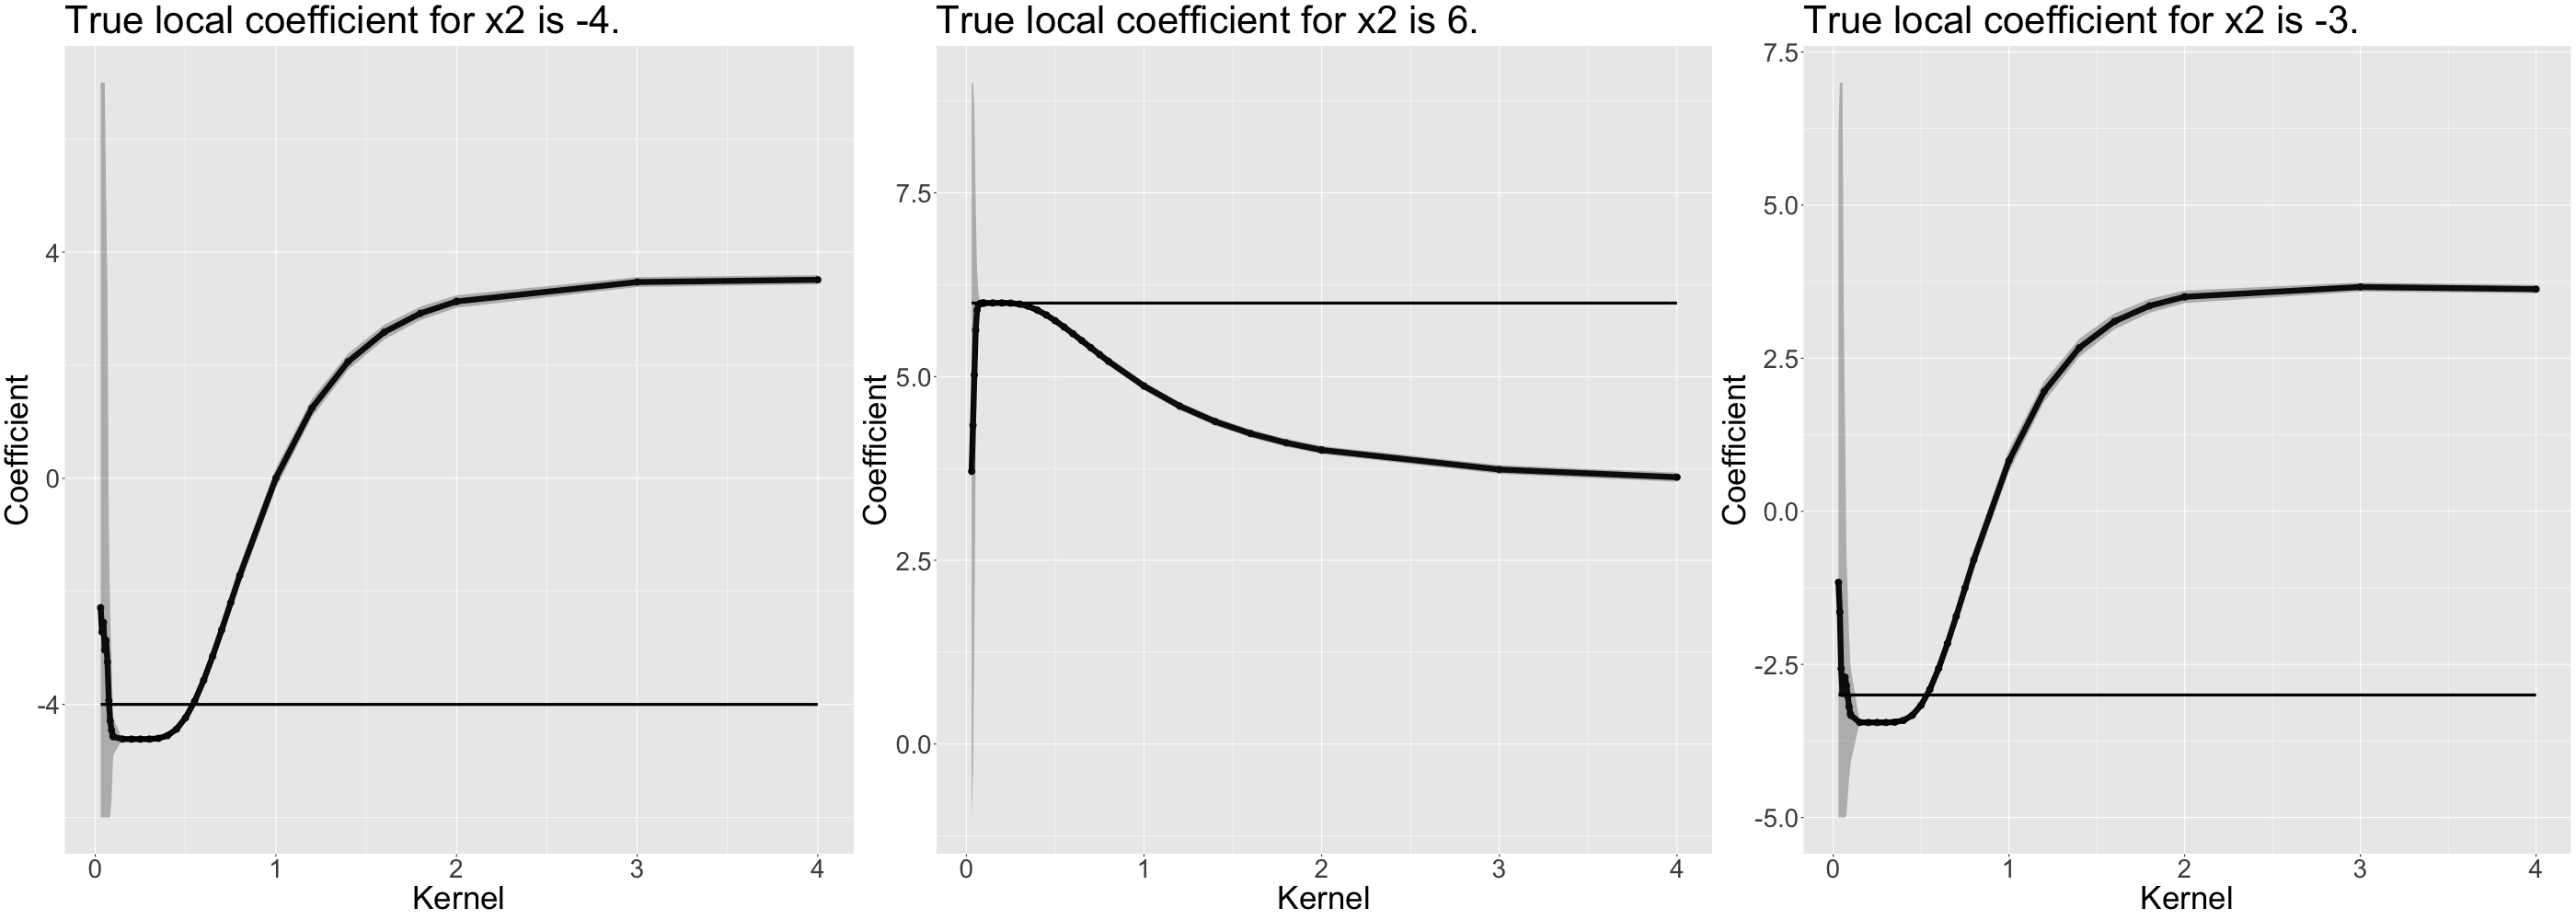 True local coefficient for x2 is -4.
True local coefficient for x2 is 6.
True local coefficient for x2 is -3.
Coefficient
4
0
-4
0 1 2 3 4
Kernel
Coefficient
7.5
5.0
2.5
0.0
0 1 2 3 4
Kernel
Coefficient
7.5
5.0
2.5
0.0
-2.5
-5.0
0 1 2 3 4
Kernel